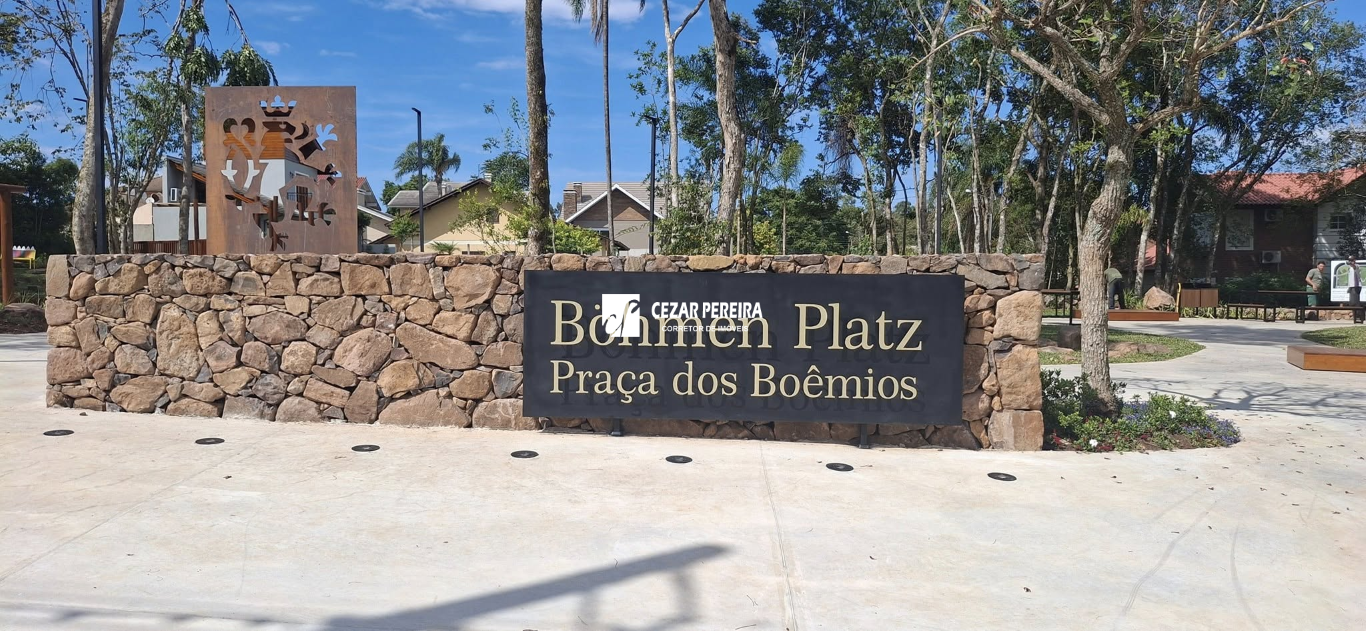 Böhmen Platz
CEZAR PEREIRA
CORRETOR DE IMÓVEIS
Praça dos Boêmios